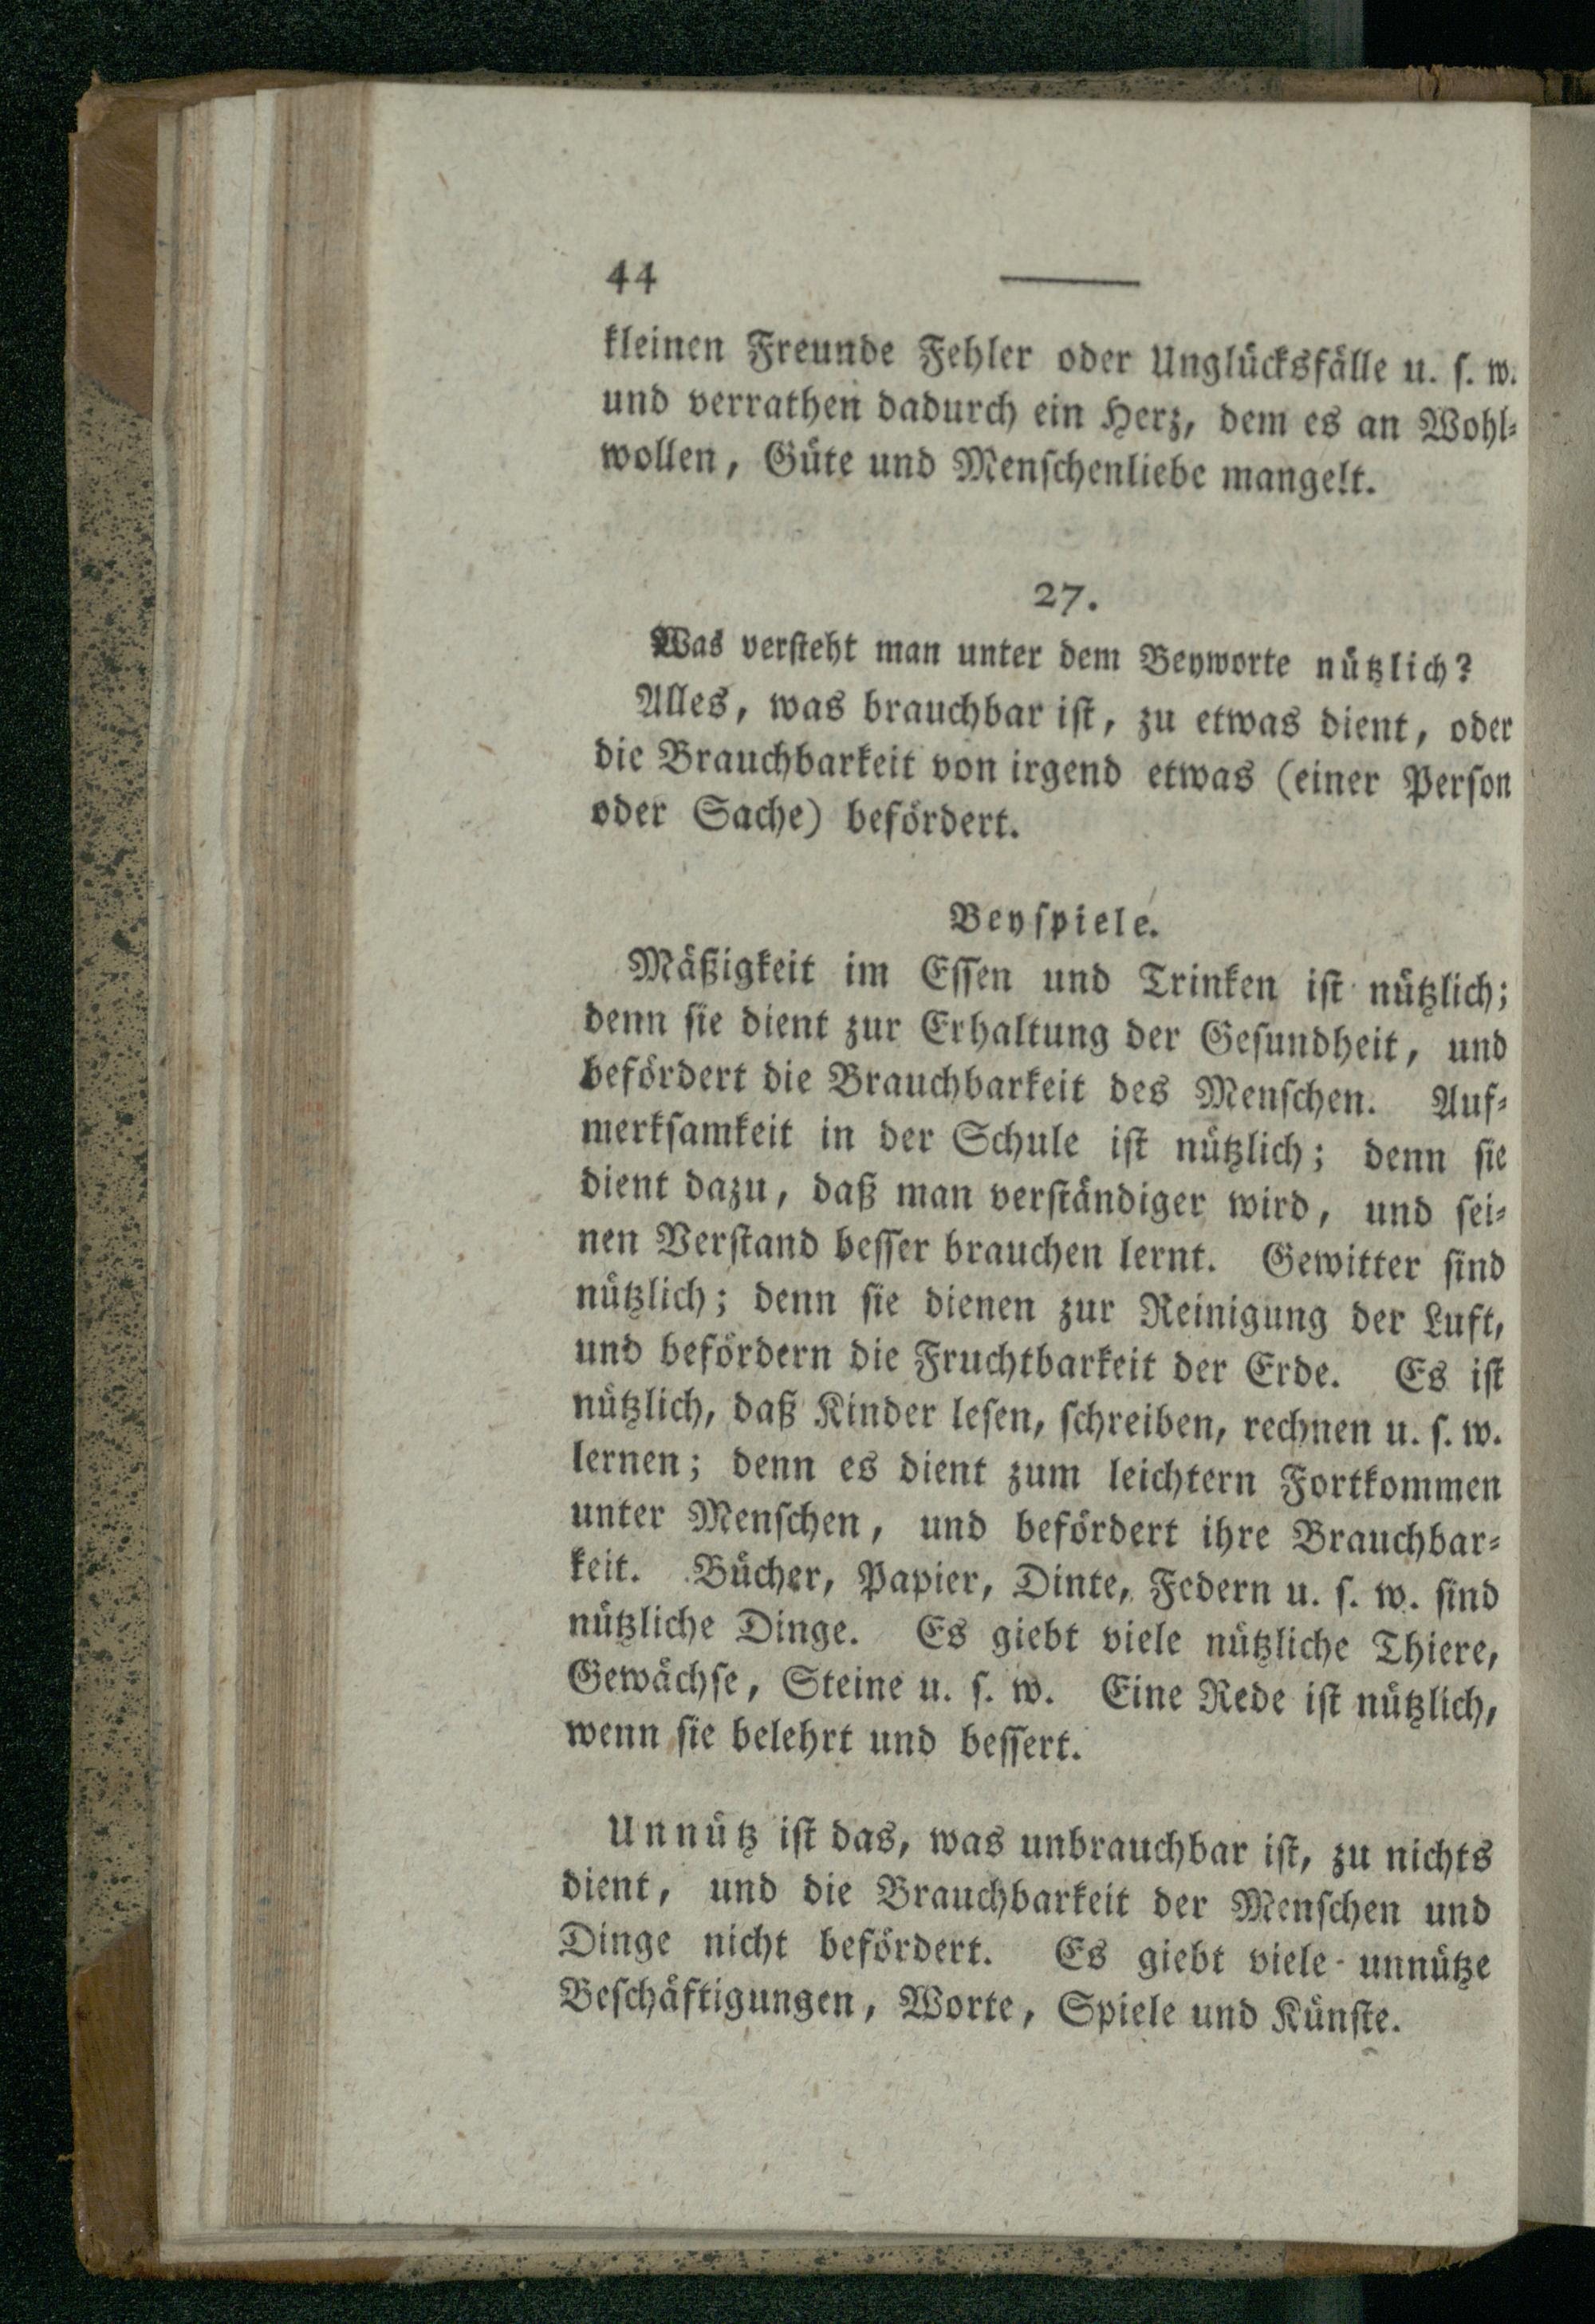 44
kleinen Freunde Fehler oder Unglücksfälle u. ſ. w.
und verrathen dadurch ein Herz, dem es an Wohl⸗
wollen, Güte und Menſchenliebe mangelt.
27.
Was verſteht man unter dem Beyworte nützlich?
Alles, was brauchbar iſt, zu etwas dient, oder
die Brauchbarkeit von irgend etwas (einer Perſon
oder Sache) befördert.
Beyſpiele.
Mäßigkeit im Eſſen und Trinken iſt nützlich;
denn ſie dient zur Erhaltung der Geſundheit, und
befördert die Brauchbarkeit des Menſchen. Auf⸗
merkſamkeit in der Schule iſt nützlich; denn ſie
dient dazu, daß man verſtändiger wird, und ſei⸗
nen Verſtand beſſer brauchen lernt. Gewitter ſind
nützlich; denn ſie dienen zur Reinigung der Luft,
und befördern die Fruchtbarkeit der Erde. Es iſt
nützlich, daß Kinder leſen, ſchreiben, rechnen u. ſ. w.
lernen; denn es dient zum leichtern Fortkommen
unter Menſchen, und befördert ihre Brauchbar⸗
keit. Bücher, Papier, Dinte, Federn u. ſ. w. ſind
nützliche Dinge. Es giebt viele nützliche Thiere,
Gewächſe, Steine u. ſ. w. Eine Rede iſt nützlich,
wenn ſie belehrt und beſſert.
Unnütz iſt das, was unbrauchbar iſt, zu nichts
dient, und die Brauchbarkeit der Menſchen und
Dinge nicht befördert. Es giebt viele unnütze
Beſchäftigungen, Worte, Spiele und Künſte.